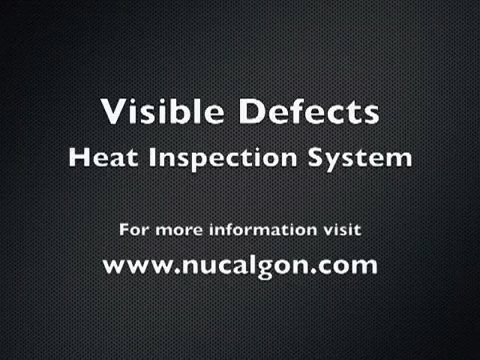 Visible Defects
Heat Inspection System
For more information visit
www.nucalgon.com